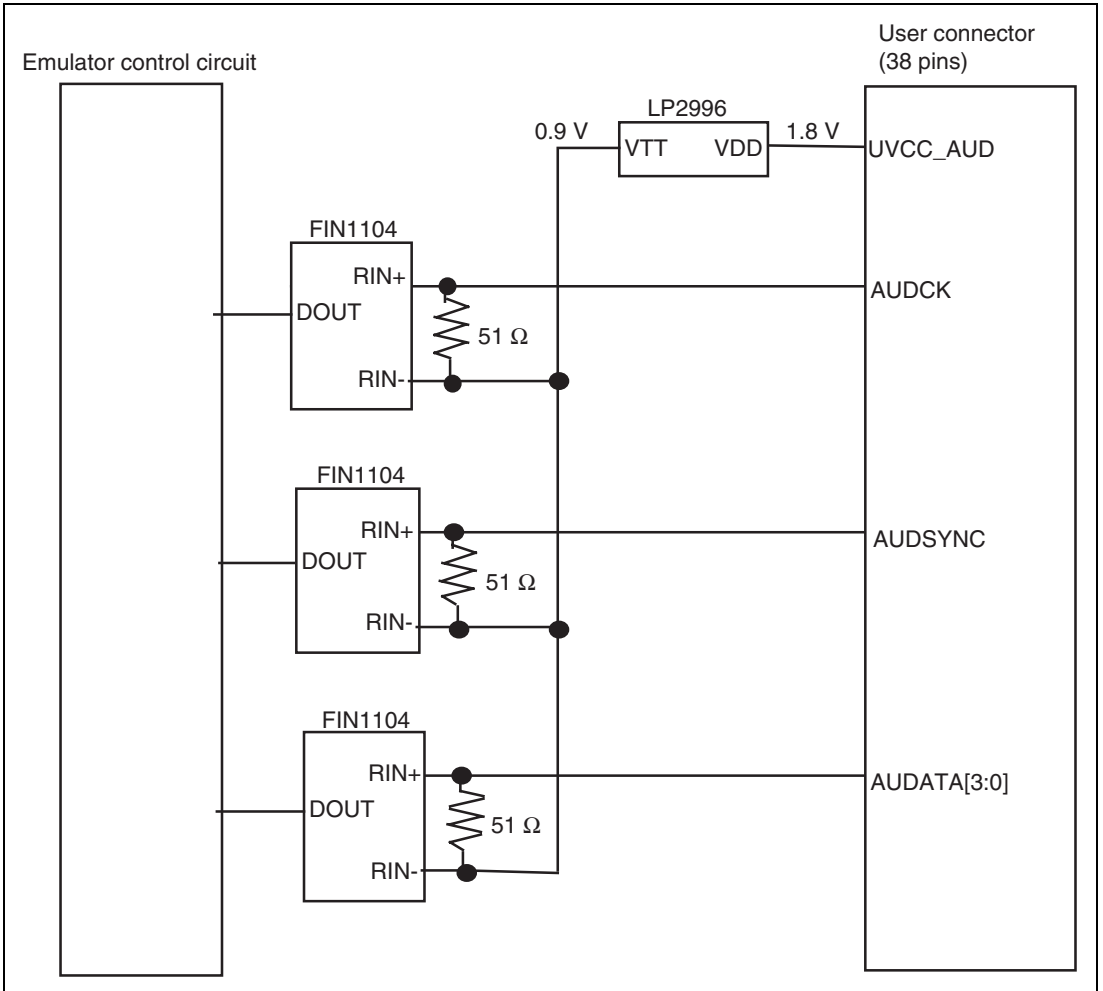 User connector
(38 pins)
Emulator control circuit
LP2996
0.9 V
VTT
VDD
1.8 V
UVCC_AUD
FIN1104
RIN+
AUDCK
DOUT
51 Ω
RIN-
FIN1104
RIN+
AUDSYNC
DOUT
51 Ω
RIN-
FIN1104
RIN+
AUDATA[3:0]
DOUT
51 Ω
RIN-